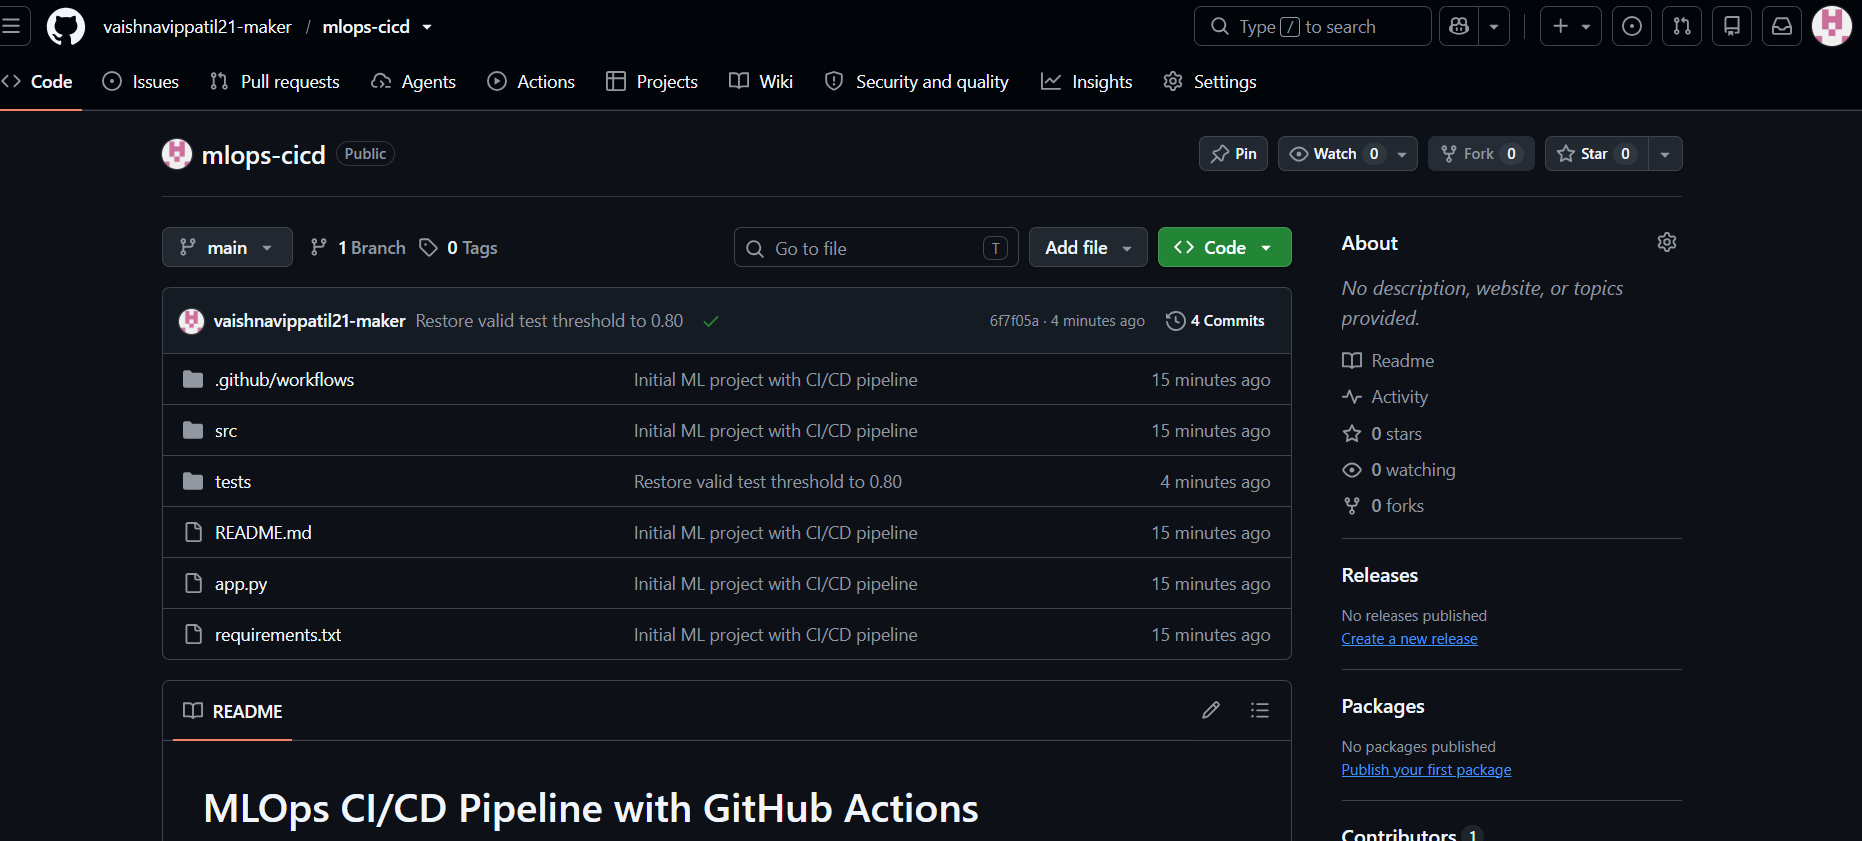 vaishnavippatil21-maker / mlops-cicd
Type / to search
Code Issues Pull requests Agents Actions Projects Wiki Security and quality Insights Settings
mlops-cicd Public
Pin Watch 0 Fork 0 Star 0
main 1 Branch 0 Tags Go to file T Add file Code
vaishnavippatil21-maker Restore valid test threshold to 0.80 6f7f05a · 4 minutes ago 4 Commits
.github/workflows Initial ML project with CI/CD pipeline 15 minutes ago
src Initial ML project with CI/CD pipeline 15 minutes ago
tests Restore valid test threshold to 0.80 4 minutes ago
README.md Initial ML project with CI/CD pipeline 15 minutes ago
app.py Initial ML project with CI/CD pipeline 15 minutes ago
requirements.txt Initial ML project with CI/CD pipeline 15 minutes ago
README
MLOps CI/CD Pipeline with GitHub Actions
About
No description, website, or topics
provided.
Readme
Activity
0 stars
0 watching
0 forks
Releases
No releases published
Create a new release
Packages
No packages published
Publish your first package
Contributors 1